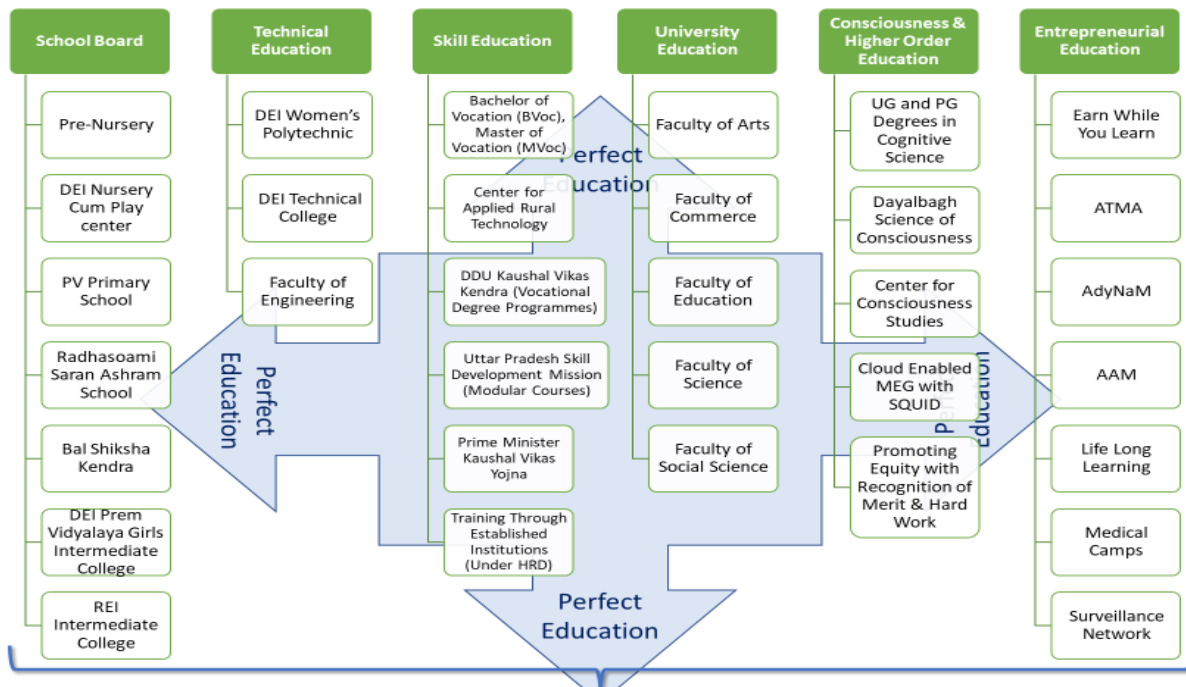 School Board
Pre-Nursery
DEI Nursery
Cum Play
center
PV Primary
School
Radhasoami
Saran Ashram
School
Bal Shiksha
Kendra
DEI Prem
Vidyalaya Girls
Intermediate
College
REI
Intermediate
College
Technical
Education
DEI Women’s
Polytechnic
DEI Technical
College
Faculty of
Engineering
Skill Education
Bachelor of
Vocation (BVoc),
Master of
Vocation (MVoc)
Center for
Applied Rural
Technology
DDU Kaushal Vikas
Kendra (Vocational
Degree Programmes)
Uttar Pradesh Skill
Development Mission
(Modular Courses)
Prime Minister
Kaushal Vikas
Yojna
Training Through
Established
Institutions
(Under HRD)
University
Education
Faculty of Arts
Faculty of
Commerce
Faculty of
Education
Faculty of
Science
Faculty of
Social Science
Consciousness &
Higher Order
Education
UG and PG
Degrees in
Cognitive
Science
Dayalbagh
Science of
Consciousness
Center for
Consciousness
Studies
Cloud Enabled
MEG with
SQUID
Promoting
Equity with
Recognition of
Merit & Hard
Work
Entrepreneurial
Education
Earn While
You Learn
ATMA
AdyNaM
AAM
Life Long
Learning
Medical
Camps
Surveillance
Network
Perfect
Education
Perfect
Education
Perfect
Education
Perfect
Education